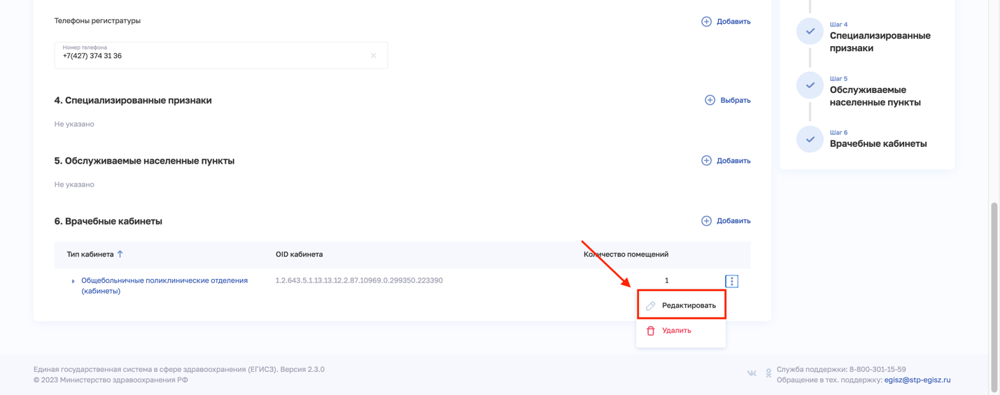 Телефоны регистратуры
Добавить
Номер телефона
+7(427) 374 31 36
4. Специализированные признаки
Выбрать
Не указано
5. Обслуживаемые населенные пункты
Добавить
Не указано
6. Врачебные кабинеты
Добавить
Тип кабинета
OID кабинета
Количество помещений
Общебольничные поликлинические отделения
(кабинеты)
1.2.643.5.1.13.13.12.2.87.10969.0.299350.223390
1
Редактировать
Удалить
Шаг 4
Специализированные
признаки
Шаг 5
Обслуживаемые
населенные пункты
Шаг 6
Врачебные кабинеты
Единая государственная система в сфере здравоохранения (ЕГИСЗ). Версия 2.3.0
© 2023 Министерство здравоохранения РФ
Служба поддержки: 8-800-301-15-59
Обращение в тех. поддержку: egisz@stp-egisz.ru